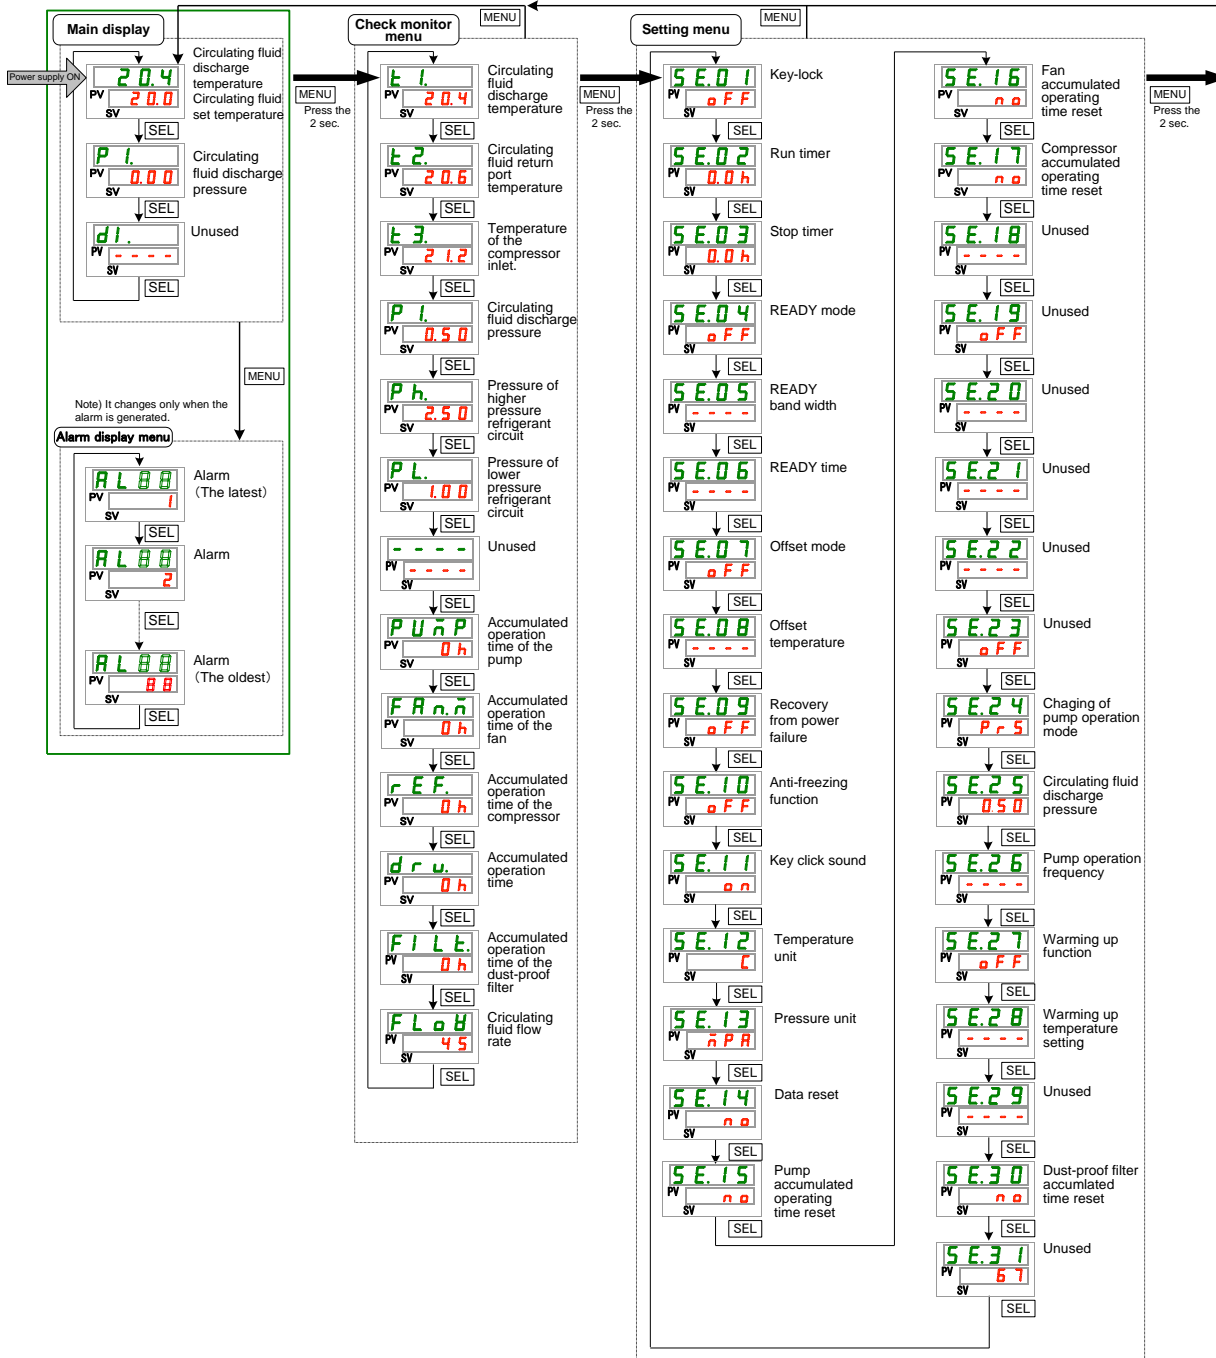 MENU
MENU
Main display
Power supply ON
20.4
PV
20.0
SV
Circulating fluid
discharge
temperature
Circulating fluid
set temperature
SEL
P1.
PV
0.00
SV
Circulating
fluid discharge
pressure
SEL
d1.
PV
----
SV
Unused
SEL
MENU
Note) It changes only when the
alarm is generated.
Alarm display menu
AL88
PV
1
SV
Alarm
(The latest)
SEL
AL88
PV
2
SV
Alarm
SEL
AL88
PV
88
SV
Alarm
(The oldest)
SEL
MENU
Press the
2 sec.
Check monitor
menu
t1.
PV
20.4
SV
Circulating
fluid
discharge
temperature
SEL
t2.
PV
20.6
SV
Circulating
fluid return
port
temperature
SEL
t3.
PV
21.2
SV
Temperature
of the
compressor
inlet.
SEL
P1.
PV
0.50
SV
Circulating
fluid discharge
pressure
SEL
Ph.
PV
2.50
SV
Pressure of
higher
pressure
refrigerant
circuit
SEL
PL.
PV
1.00
SV
Pressure of
lower
pressure
refrigerant
circuit
SEL
----
PV
----
SV
Unused
SEL
PUmP
PV
0h
SV
Accumulated
operation
time of the
pump
SEL
FAn.m
PV
0h
SV
Accumulated
operation
time of the
fan
SEL
rEF.
PV
0h
SV
Accumulated
operation
time of the
compressor
SEL
dru.
PV
0h
SV
Accumulated
operation
time
SEL
FILt.
PV
0h
SV
Accumulated
operation
time of the
dust-proof
filter
SEL
FLoW
PV
45
SV
Criculating
fluid flow
rate
SEL
MENU
Press the
2 sec.
Setting menu
SE.01
PV
oFF
SV
Key-lock
SEL
SE.02
PV
0.0h
SV
Run timer
SEL
SE.03
PV
0.0h
SV
Stop timer
SEL
SE.04
PV
oFF
SV
READY mode
SEL
SE.05
PV
----
SV
READY
band width
SEL
SE.06
PV
----
SV
READY time
SEL
SE.07
PV
oFF
SV
Offset mode
SEL
SE.08
PV
----
SV
Offset
temperature
SEL
SE.09
PV
oFF
SV
Recovery
from power
failure
SEL
SE.10
PV
oFF
SV
Anti-freezing
function
SEL
SE.11
PV
on
SV
Key click sound
SEL
SE.12
PV
C
SV
Temperature
unit
SEL
SE.13
PV
mPA
SV
Pressure unit
SEL
SE.14
PV
no
SV
Data reset
SEL
SE.15
PV
no
SV
Pump
accumulated
operating
time reset
SEL
SE.16
PV
no
SV
Fan
accumulated
operating
time reset
SEL
SE.17
PV
no
SV
Compressor
accumulated
operating
time reset
SEL
SE.18
PV
----
SV
Unused
SEL
SE.19
PV
oFF
SV
Unused
SEL
SE.20
PV
----
SV
Unused
SEL
SE.21
PV
----
SV
Unused
SEL
SE.22
PV
----
SV
Unused
SEL
SE.23
PV
oFF
SV
Unused
SEL
SE.24
PV
PrS
SV
Chaging of
pump operation
mode
SEL
SE.25
PV
0.50
SV
Circulating fluid
discharge
pressure
SEL
SE.26
PV
----
SV
Pump operation
frequency
SEL
SE.27
PV
oFF
SV
Warming up
function
SEL
SE.28
PV
----
SV
Warming up
temperature
setting
SEL
SE.29
PV
----
SV
Unused
SEL
SE.30
PV
no
SV
Dust-proof filter
accumlated
time reset
SEL
SE.31
PV
67
SV
Unused
SEL
MENU
Press the
2 sec.